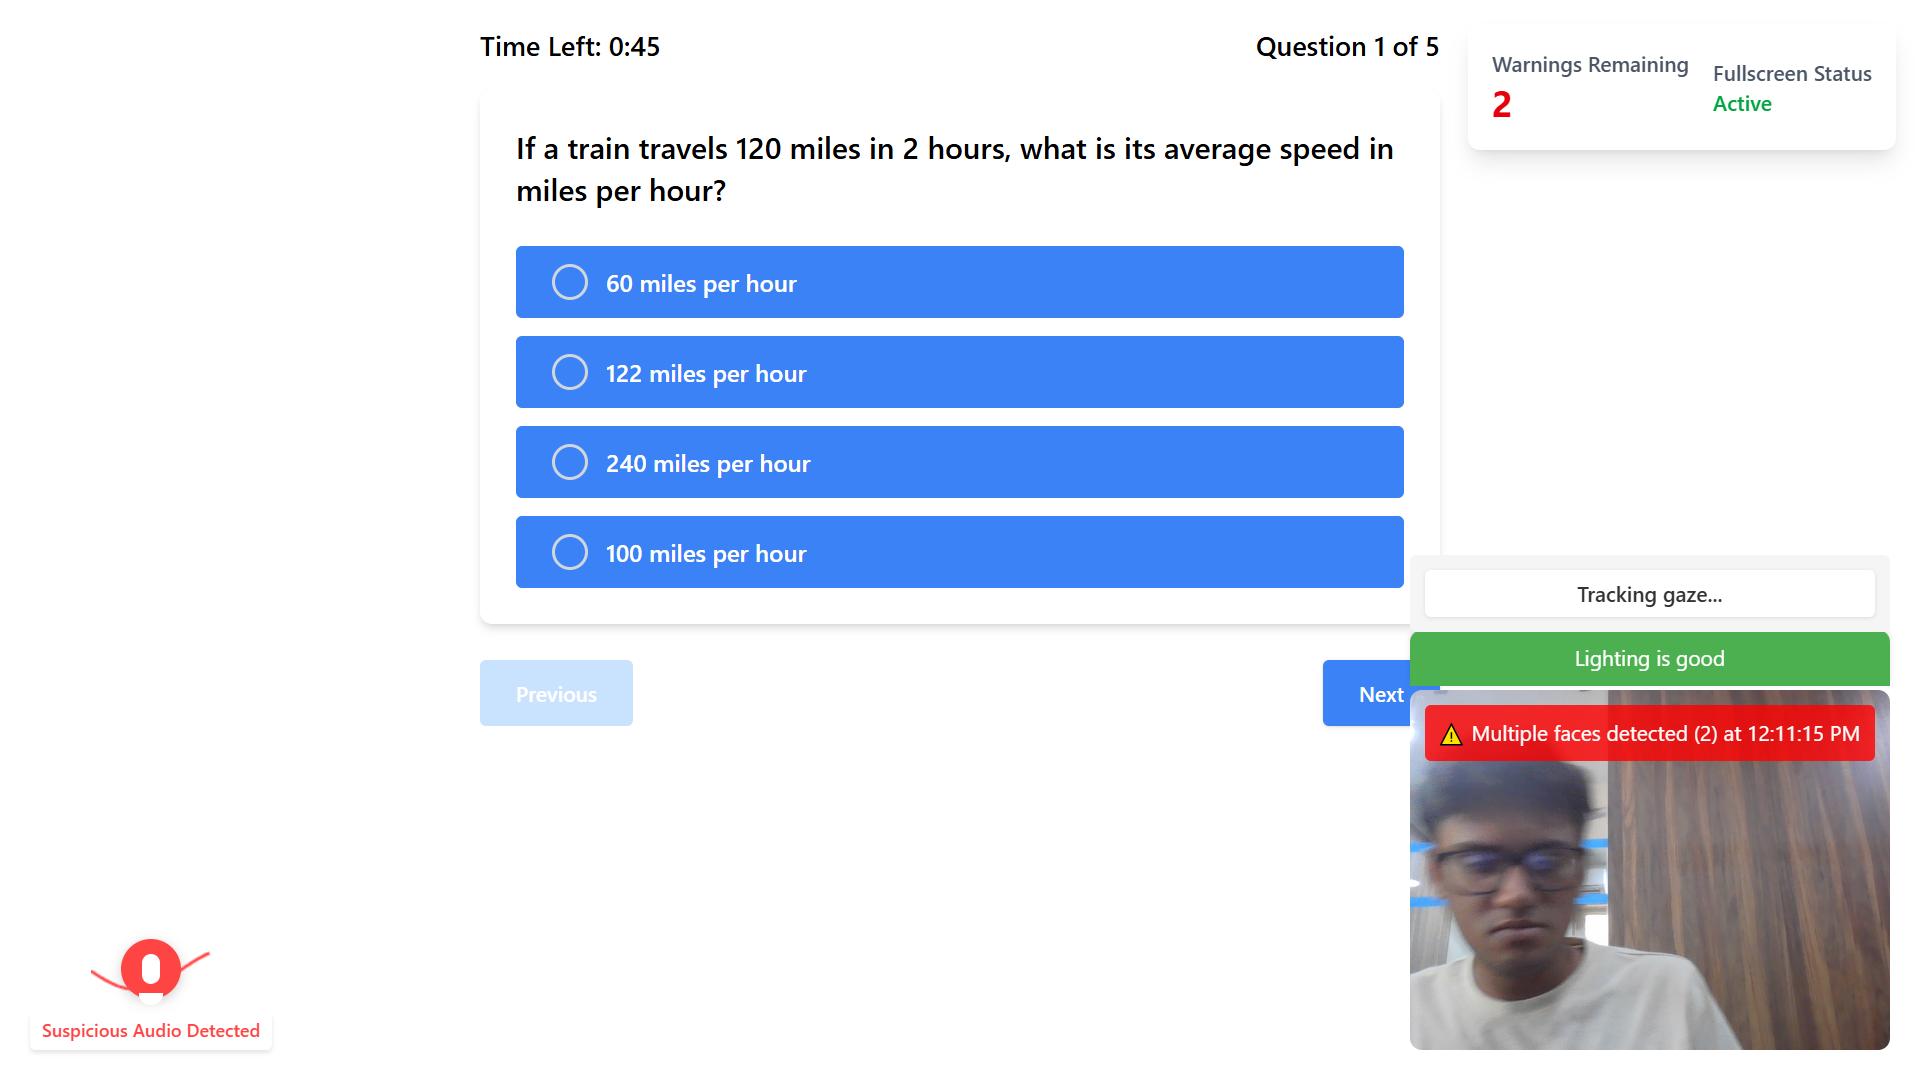 Time Left: 0:45
Question 1 of 5
Warnings Remaining
2
Fullscreen Status
Active
If a train travels 120 miles in 2 hours, what is its average speed in
miles per hour?
60 miles per hour
122 miles per hour
240 miles per hour
100 miles per hour
Previous
Next
Tracking gaze...
Lighting is good
⚠ Multiple faces detected (2) at 12:11:15 PM
Suspicious Audio Detected